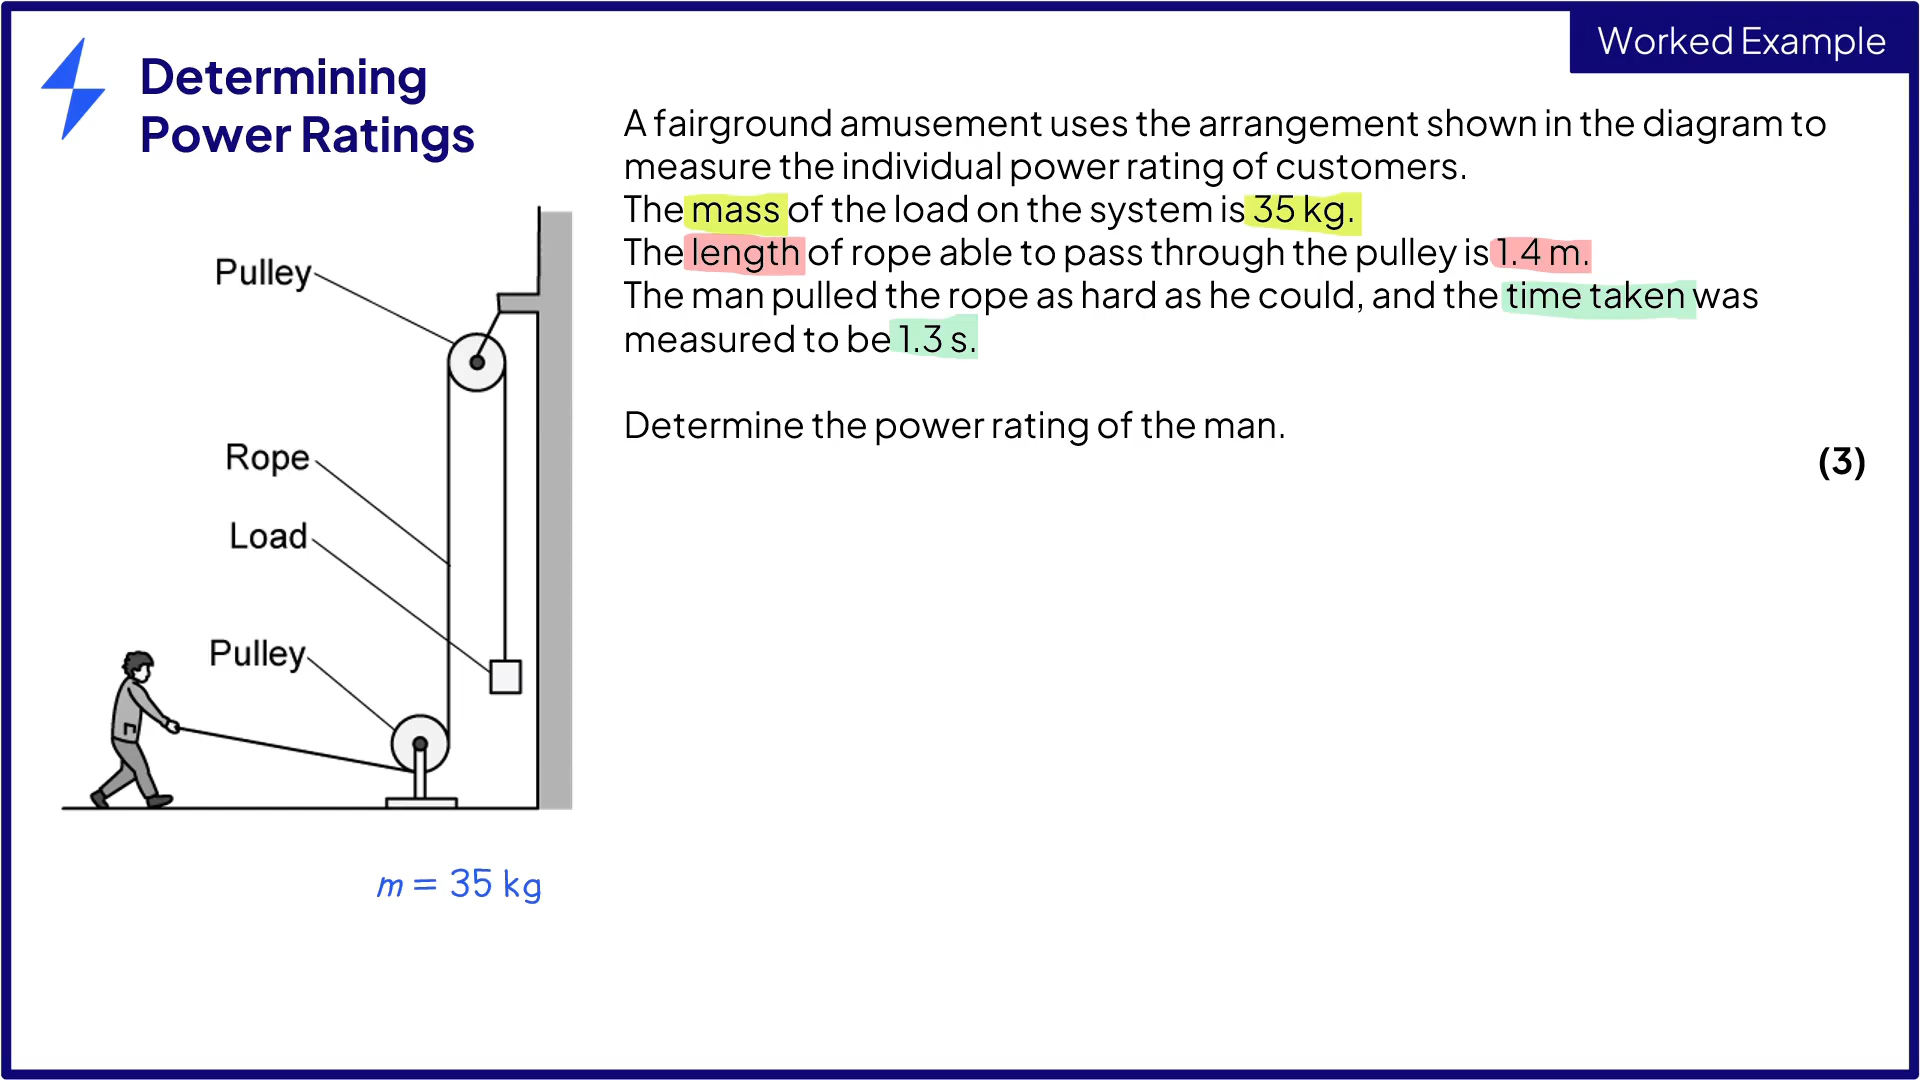 Worked Example
Determining
Power Ratings
A fairground amusement uses the arrangement shown in the diagram to
measure the individual power rating of customers.
The mass of the load on the system is 35 kg.
The length of rope able to pass through the pulley is 1.4 m.
The man pulled the rope as hard as he could, and the time taken was
measured to be 1.3 s.
Determine the power rating of the man.
(3)
Pulley
Rope
Load
Pulley
m = 35 kg